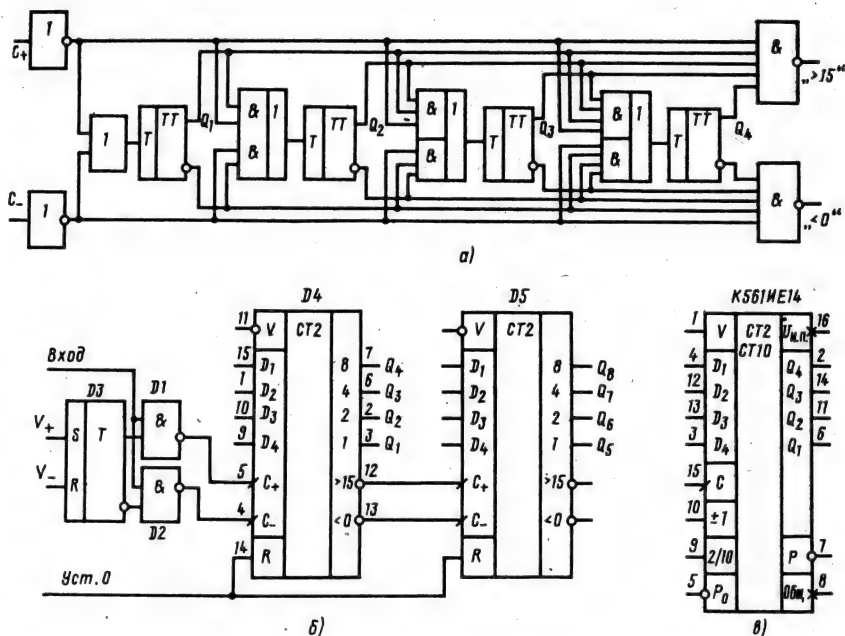 C+
1
1
T
TT
Q1
&
&
1
T
TT
Q2
&
&
1
T
TT
Q3
&
&
1
T
TT
Q4
&
„>15“
C−
1
&
„<0“
а)
Вход
V+
V−
D3
S
R
T
D1
&
D2
&
D4
11
V
CT2
15
D1
1
D2
10
D3
9
D4
5
C+
4
C−
14
R
8
7
Q4
4
6
Q3
2
2
Q2
1
3
Q1
>15
12
<0
13
D5
V
CT2
D1
D2
D3
D4
C+
C−
R
8
Q8
4
Q7
2
Q6
1
Q5
>15
<0
Уст. 0
б)
К561ИЕ14
1
V
CT2
CT10
Uи.п.
16
4
D1
Q4
2
12
D2
Q3
14
13
D3
Q2
11
3
D4
Q1
6
15
C
10
±1
9
2/10
P
7
5
P0
Общ.
8
в)